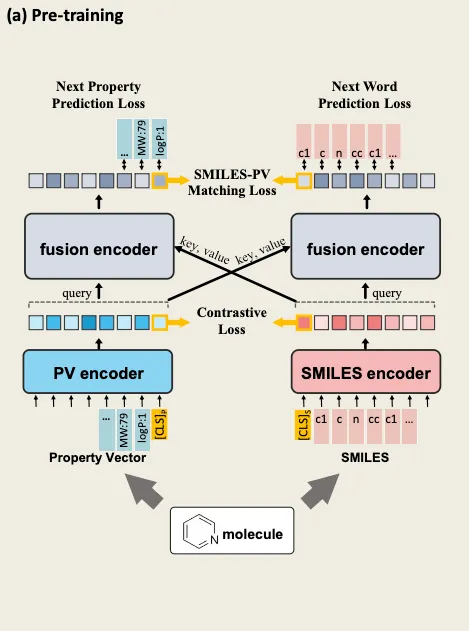 (a) Pre-training
Next Property
Prediction Loss
Next Word
Prediction Loss
...
MW:79
logP:1
c1
c
n
cc
c1
...
SMILES-PV
Matching Loss
fusion encoder
key, value
key, value
fusion encoder
query
query
Contrastive
Loss
PV encoder
SMILES encoder
...
MW:79
logP:1
[CLS]P
[CLS]S
c1
c
n
cc
c1
...
Property Vector
SMILES
N
molecule